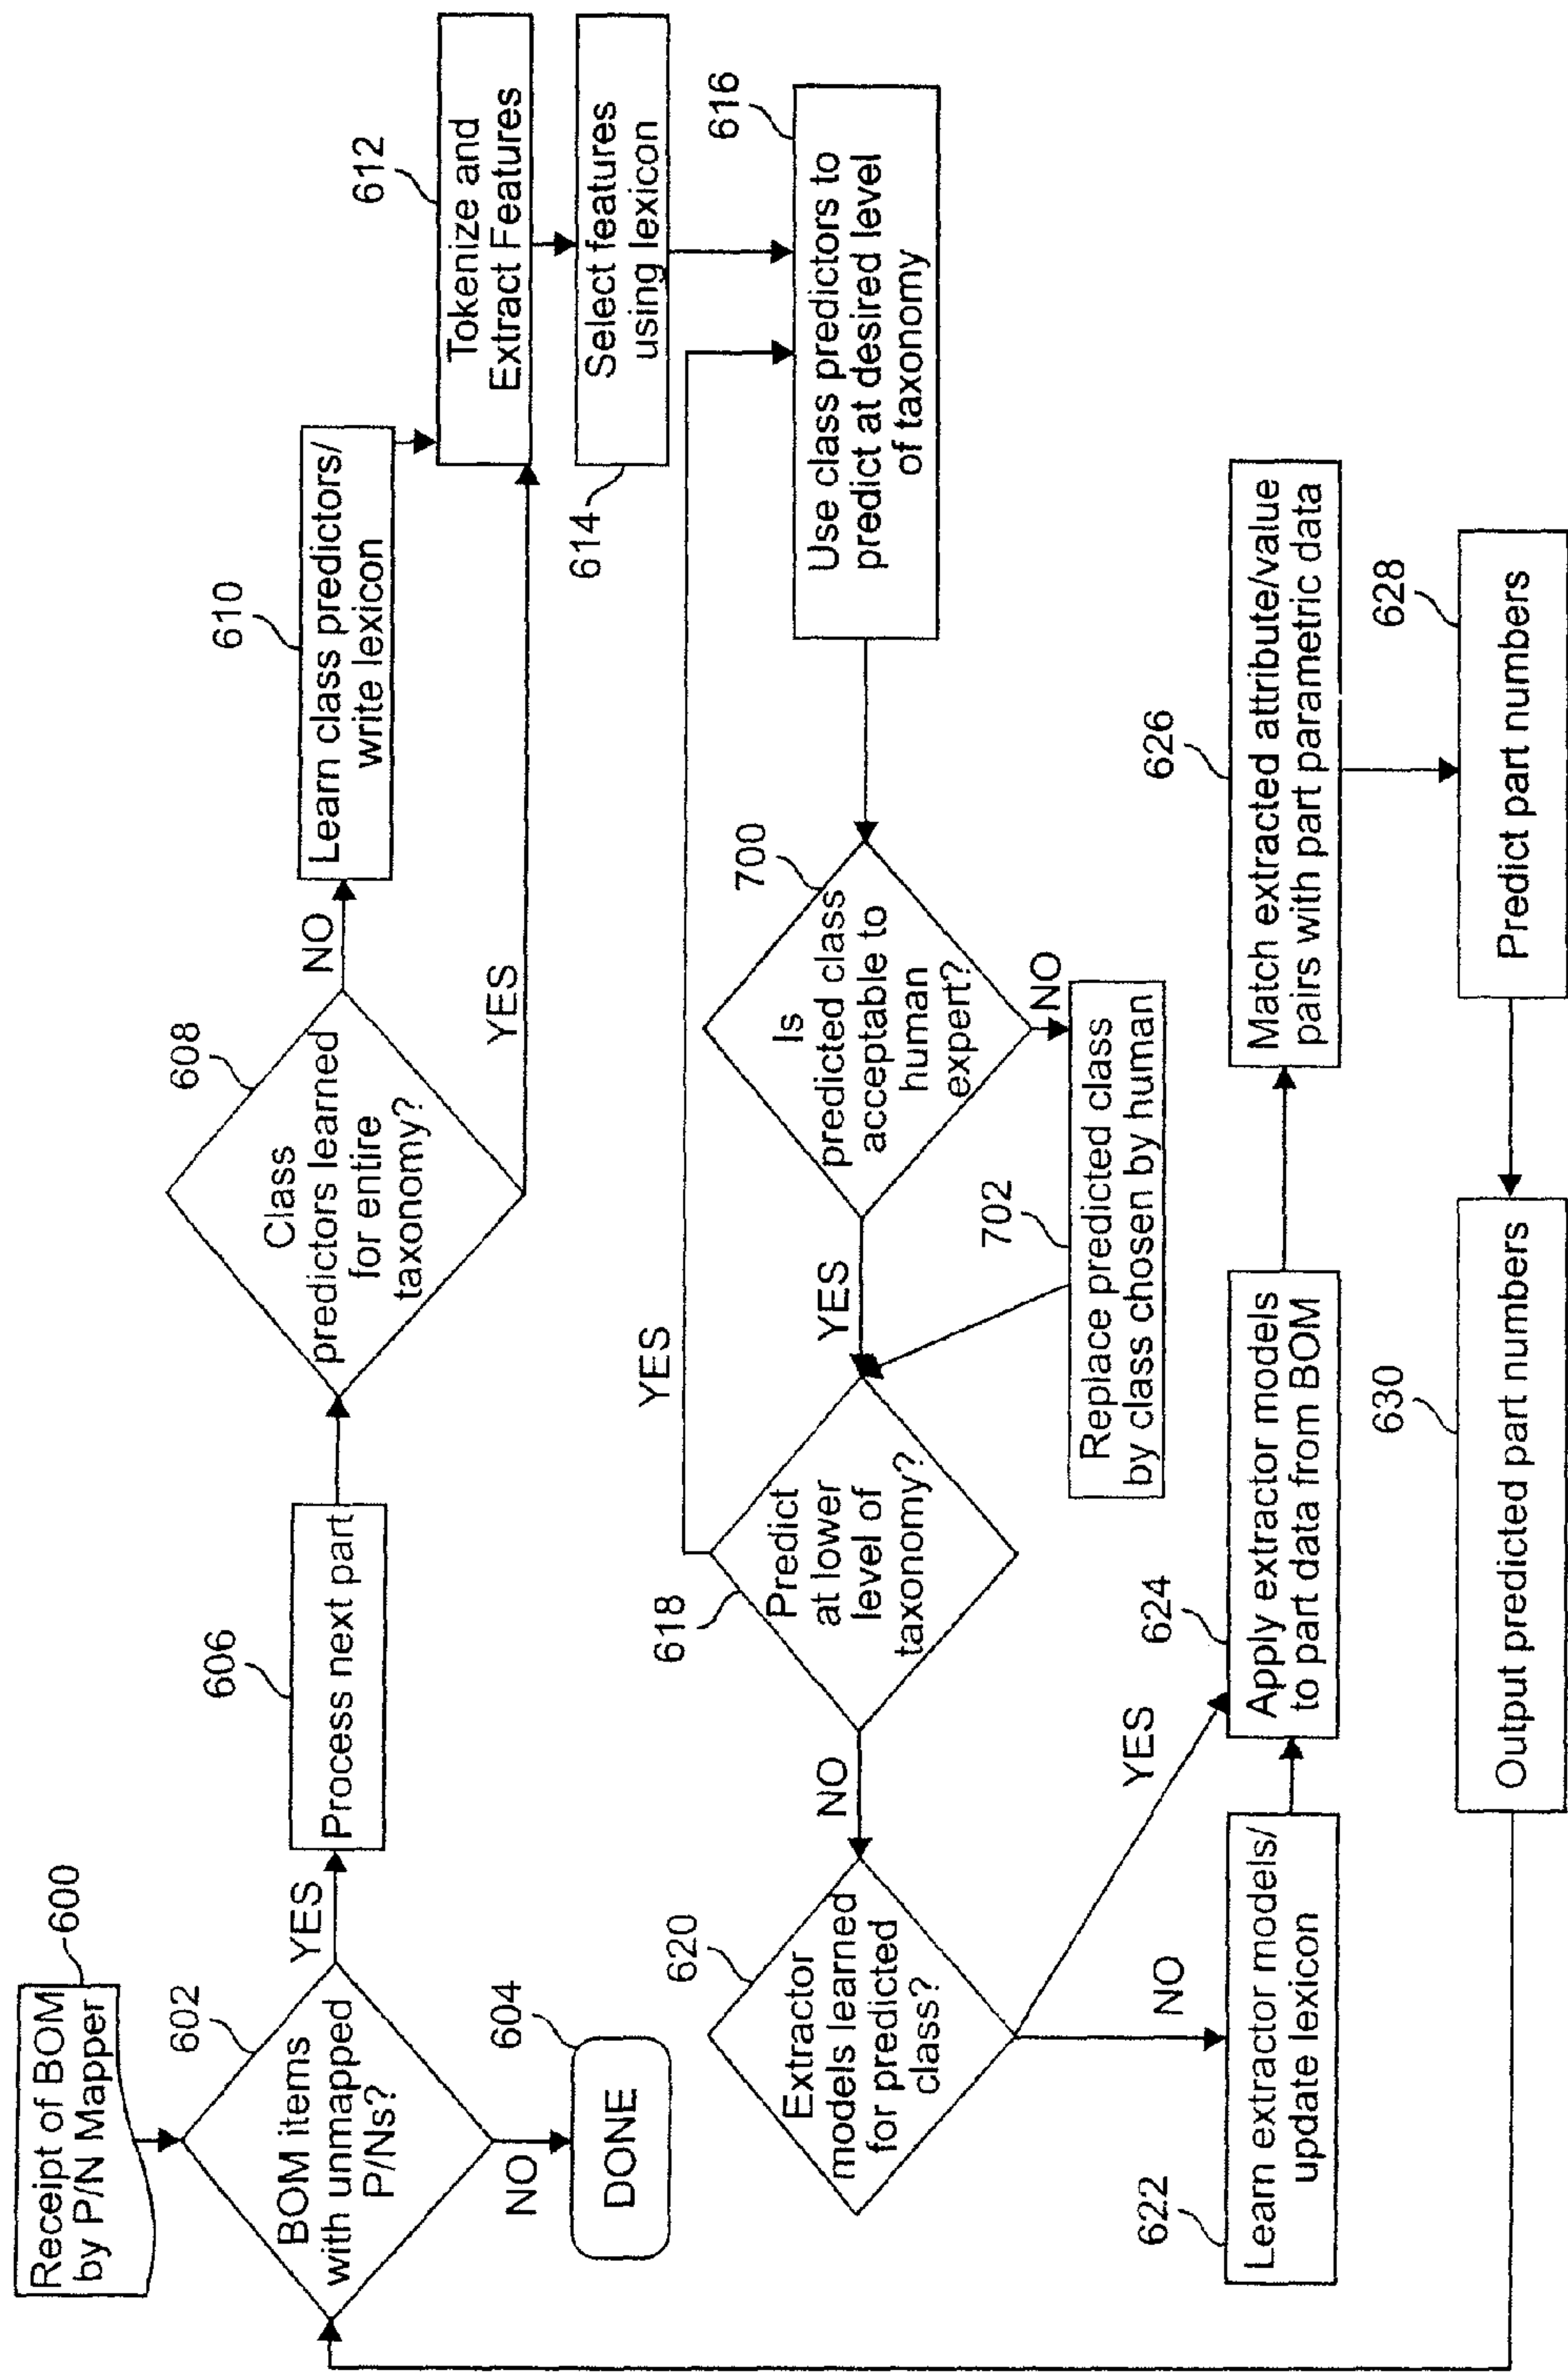 Receipt of BOM
by P/N Mapper
600
602
BOM items
with unmapped
P/Ns?
YES
NO
604
DONE
606
Process next part
608
Class
predictors learned
for entire
taxonomy?
NO
YES
610
Learn class predictors/
write lexicon
612
Tokenize and
Extract Features
614
Select features
using lexicon
616
Use class predictors to
predict at desired level
of taxonomy
700
Is
predicted class
acceptable to
human
expert?
NO
YES
702
Replace predicted class
by class chosen by human
618
Predict
at lower
level of
taxonomy?
YES
NO
620
Extractor
models learned
for predicted
class?
YES
NO
622
Learn extractor models/
update lexicon
624
Apply extractor models
to part data from BOM
626
Match extracted attribute/value
pairs with part parametric data
628
Predict part numbers
630
Output predicted part numbers